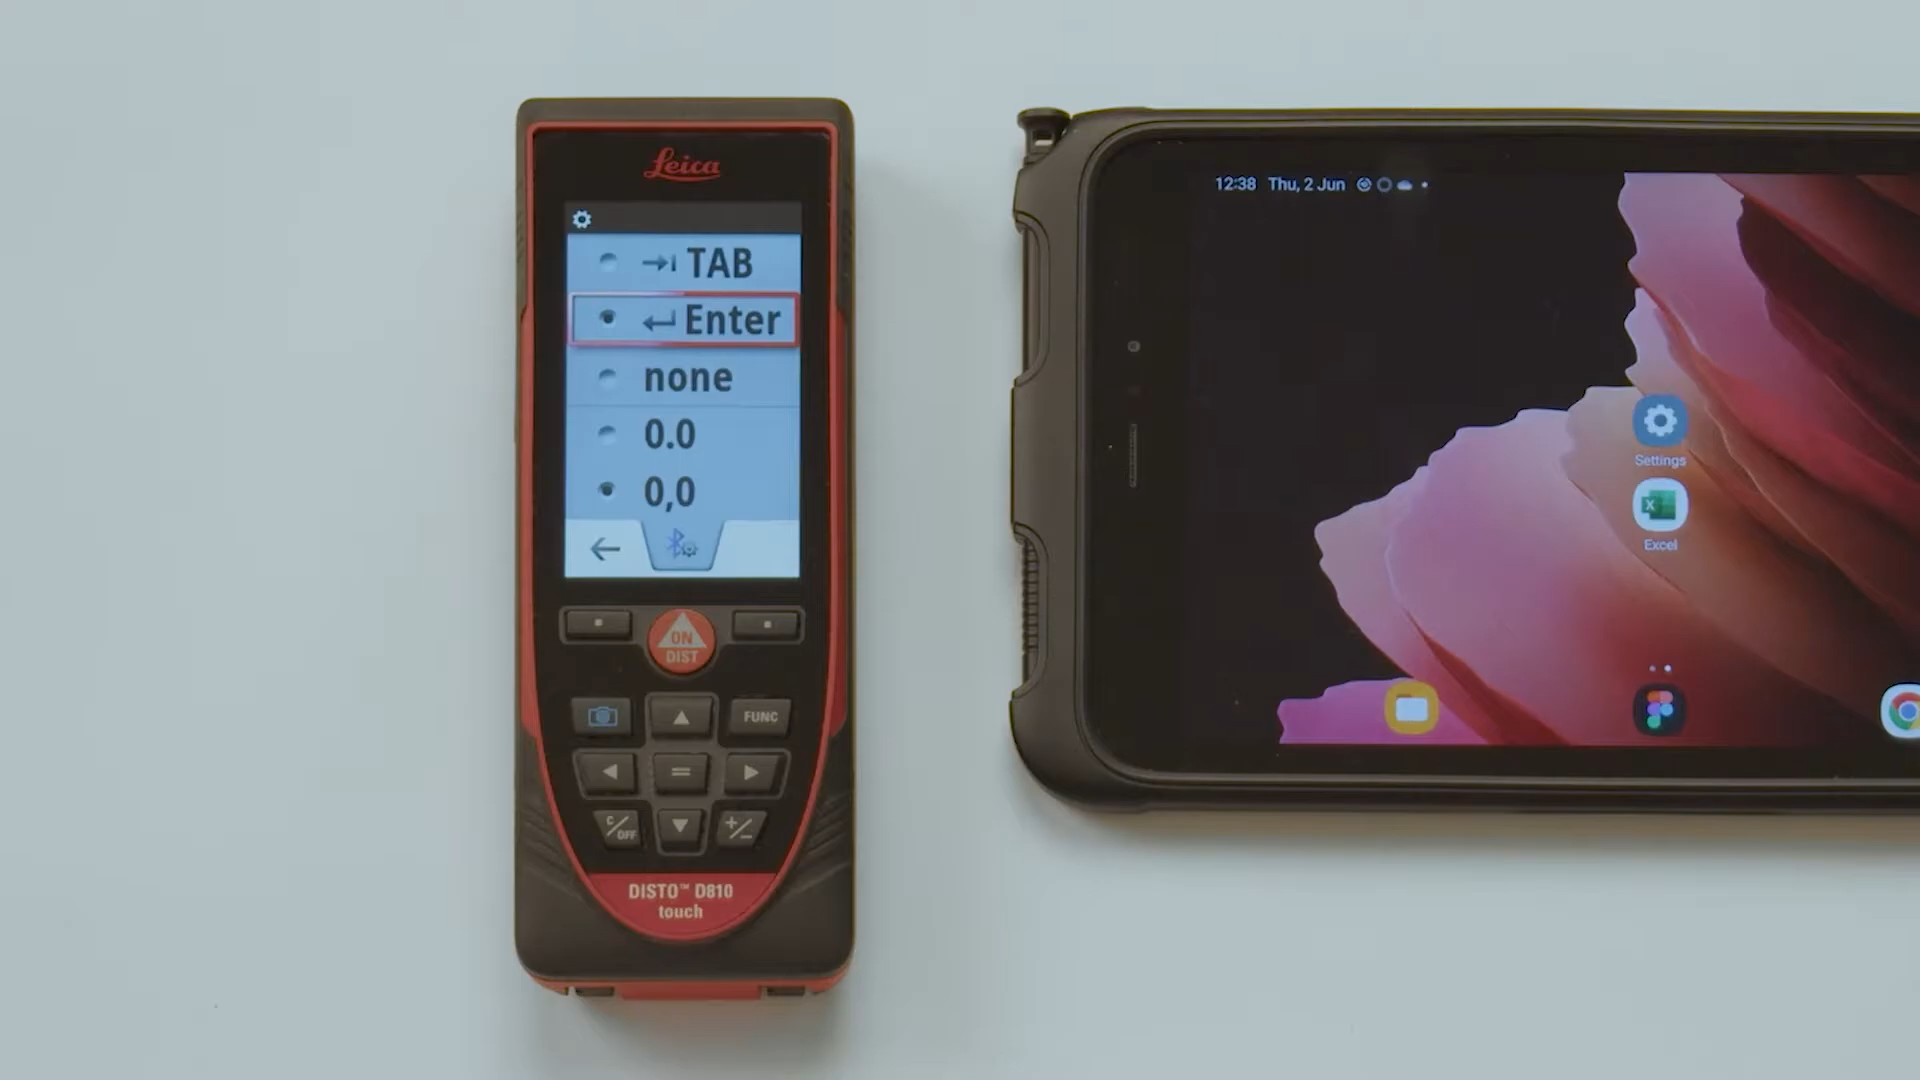 Leica
TAB
Enter
none
0.0
0,0
ON
DIST
FUNC
C/OFF
DISTO™ D810
touch
12:38 Thu, 2 Jun
Settings
Excel